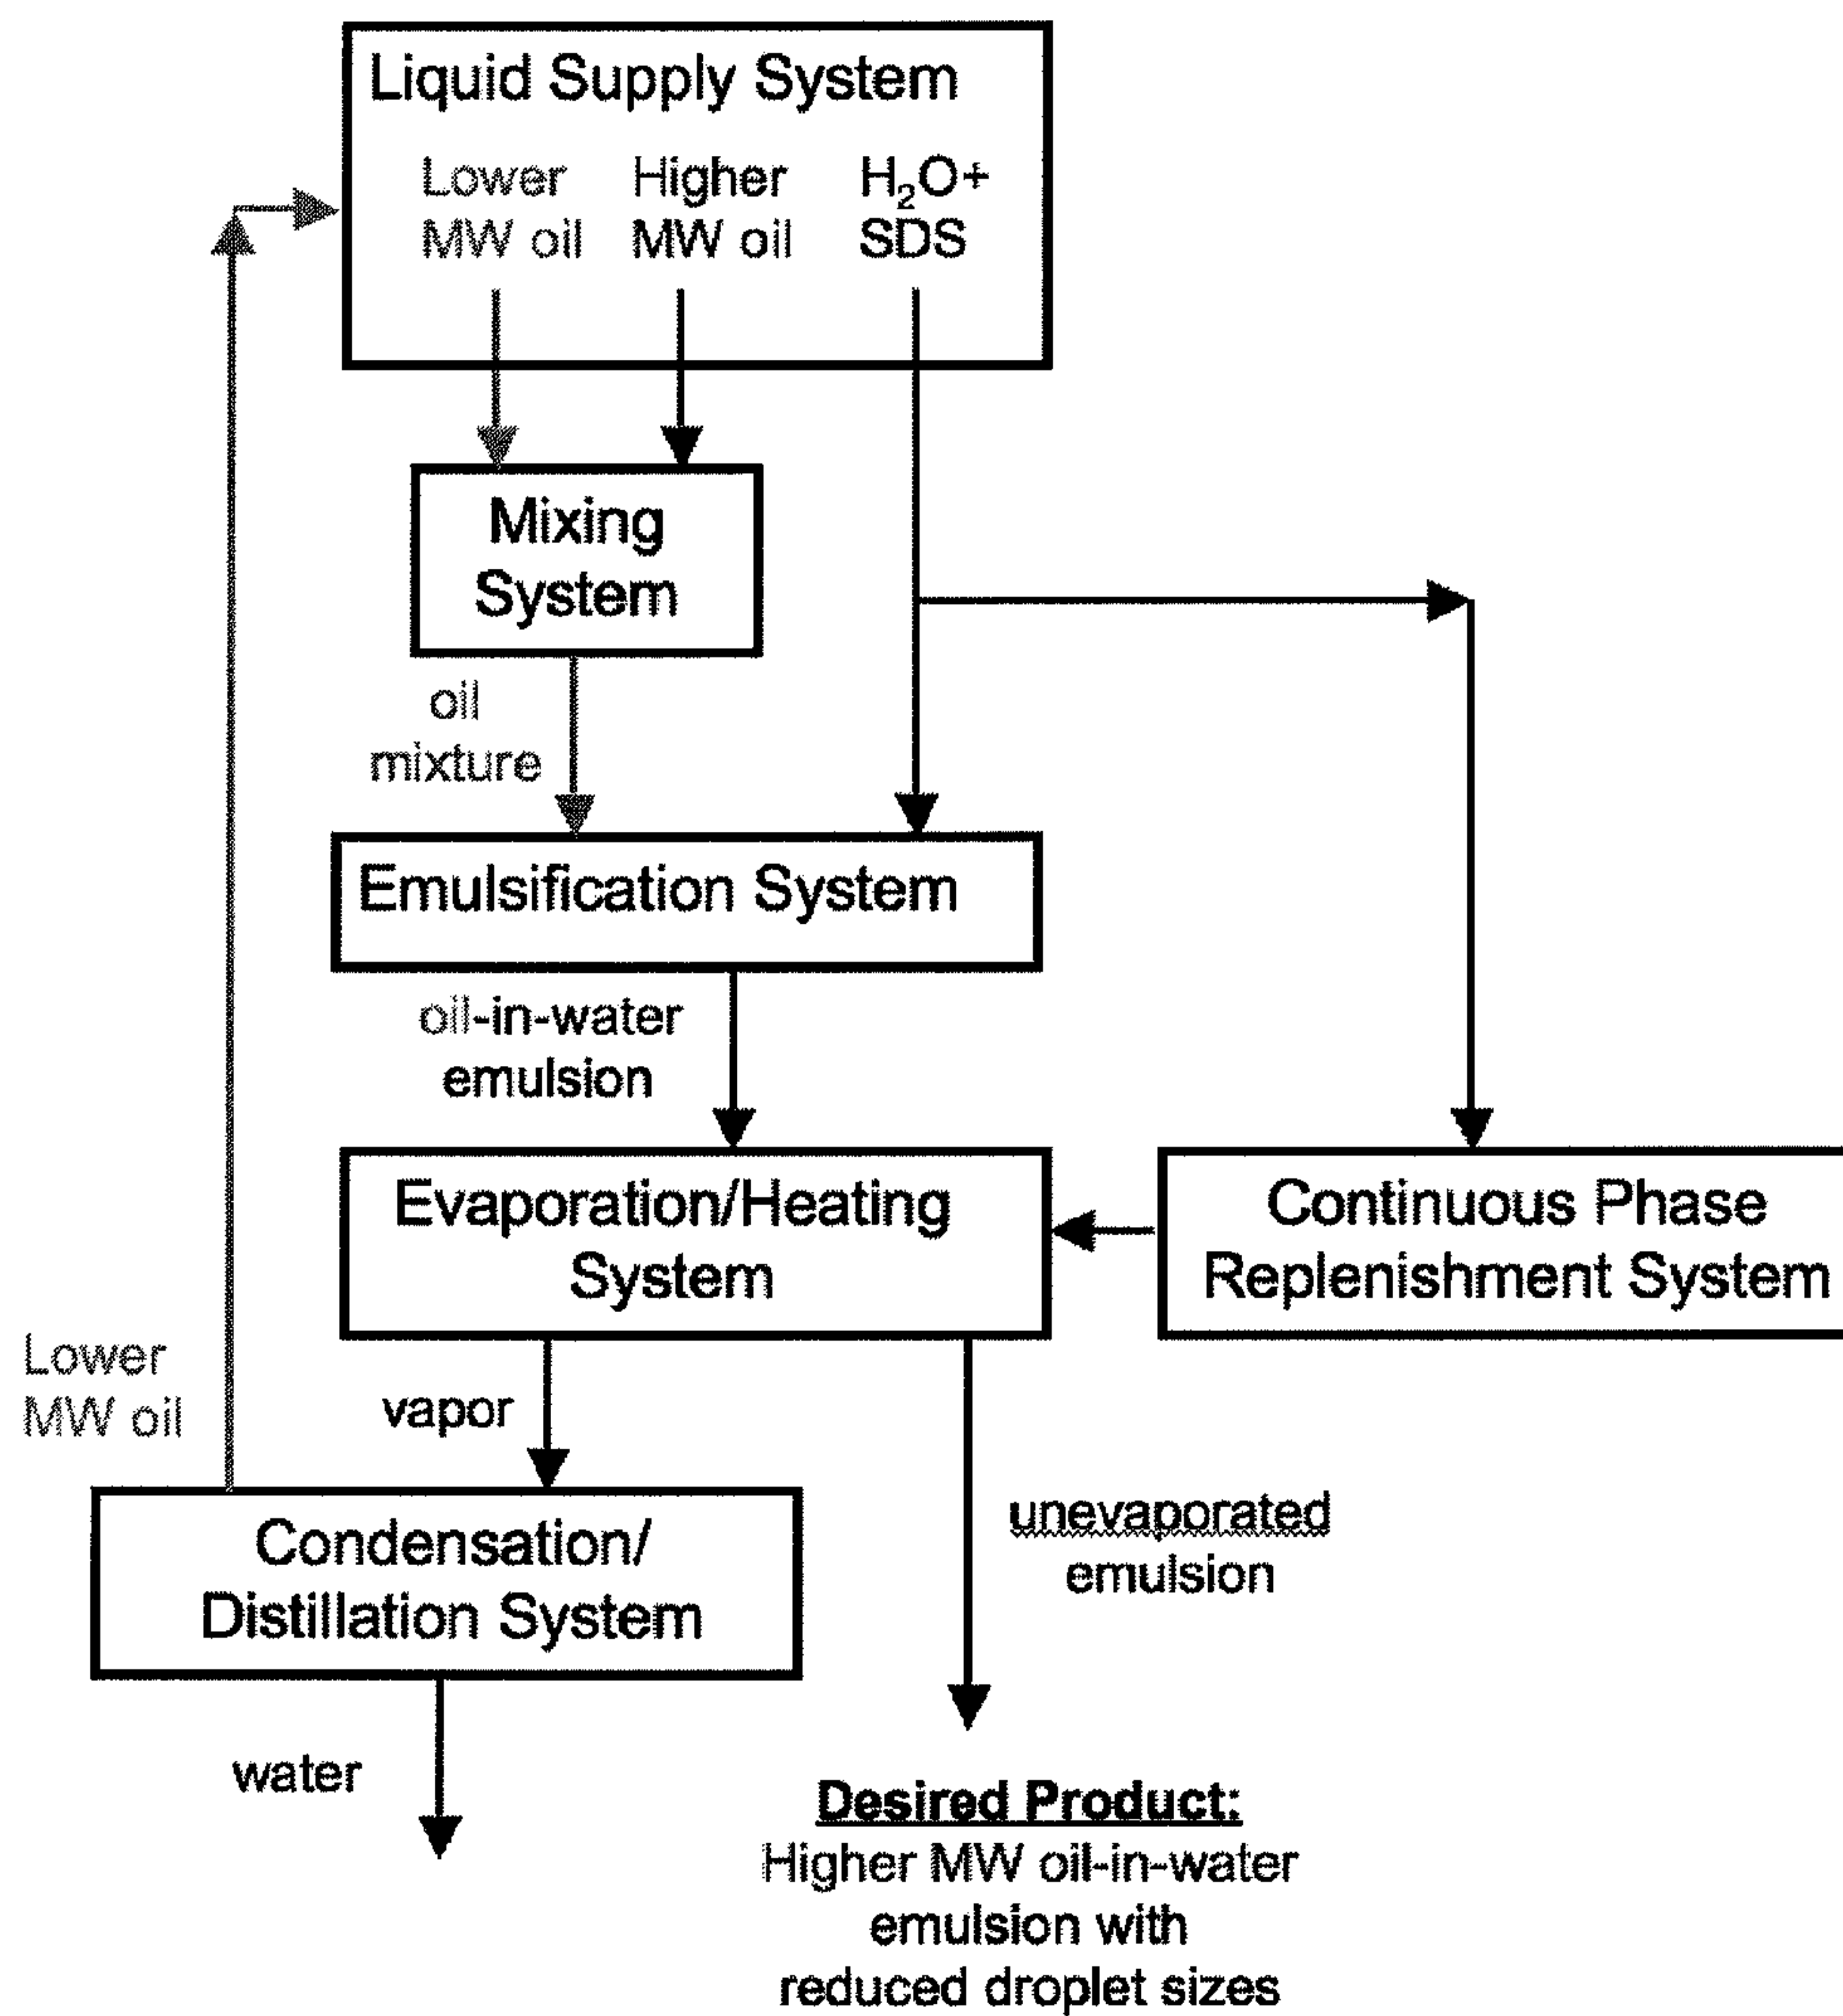 Liquid Supply System
Lower
MW oil
Higher
MW oil
H₂O+
SDS
Mixing
System
oil
mixture
Emulsification System
oil-in-water
emulsion
Evaporation/Heating
System
Continuous Phase
Replenishment System
Lower
MW oil
vapor
unevaporated
emulsion
Condensation/
Distillation System
water
Desired Product:
Higher MW oil-in-water
emulsion with
reduced droplet sizes